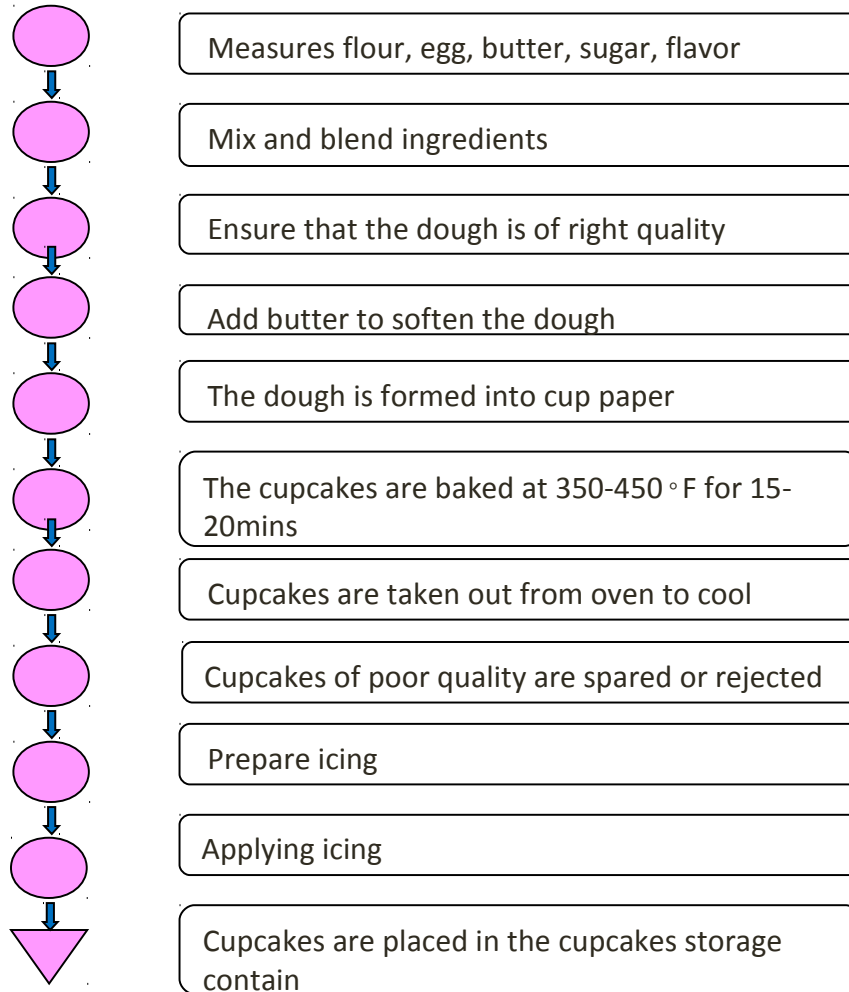 Measures flour, egg, butter, sugar, flavor
Mix and blend ingredients
Ensure that the dough is of right quality
Add butter to soften the dough
The dough is formed into cup paper
The cupcakes are baked at 350-450 ◦ F for 15-
20mins
Cupcakes are taken out from oven to cool
Cupcakes of poor quality are spared or rejected
Prepare icing
Applying icing
Cupcakes are placed in the cupcakes storage
contain